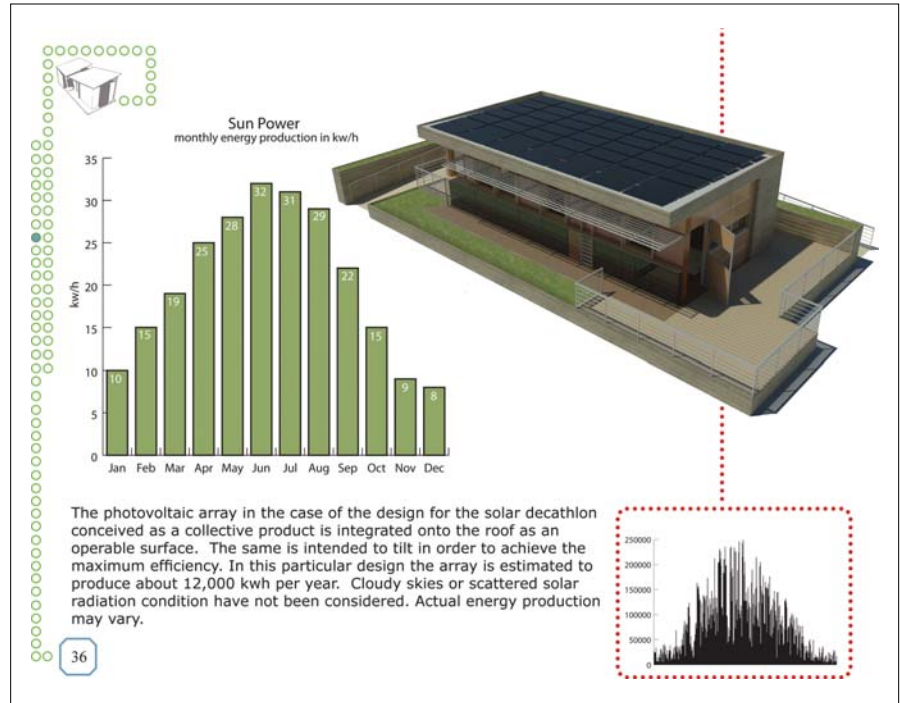 Sun Power
monthly energy production in kw/h
35
30
25
20
15
10
5
0
kw/h
10
15
19
25
28
32
31
29
22
15
9
8
Jan Feb Mar Apr May Jun Jul Aug Sep Oct Nov Dec
The photovoltaic array in the case of the design for the solar decathlon
conceived as a collective product is integrated onto the roof as an
operable surface. The same is intended to tilt in order to achieve the
maximum efficiency. In this particular design the array is estimated to
produce about 12,000 kwh per year. Cloudy skies or scattered solar
radiation condition have not been considered. Actual energy production
may vary.
250000
200000
150000
100000
50000
0
36